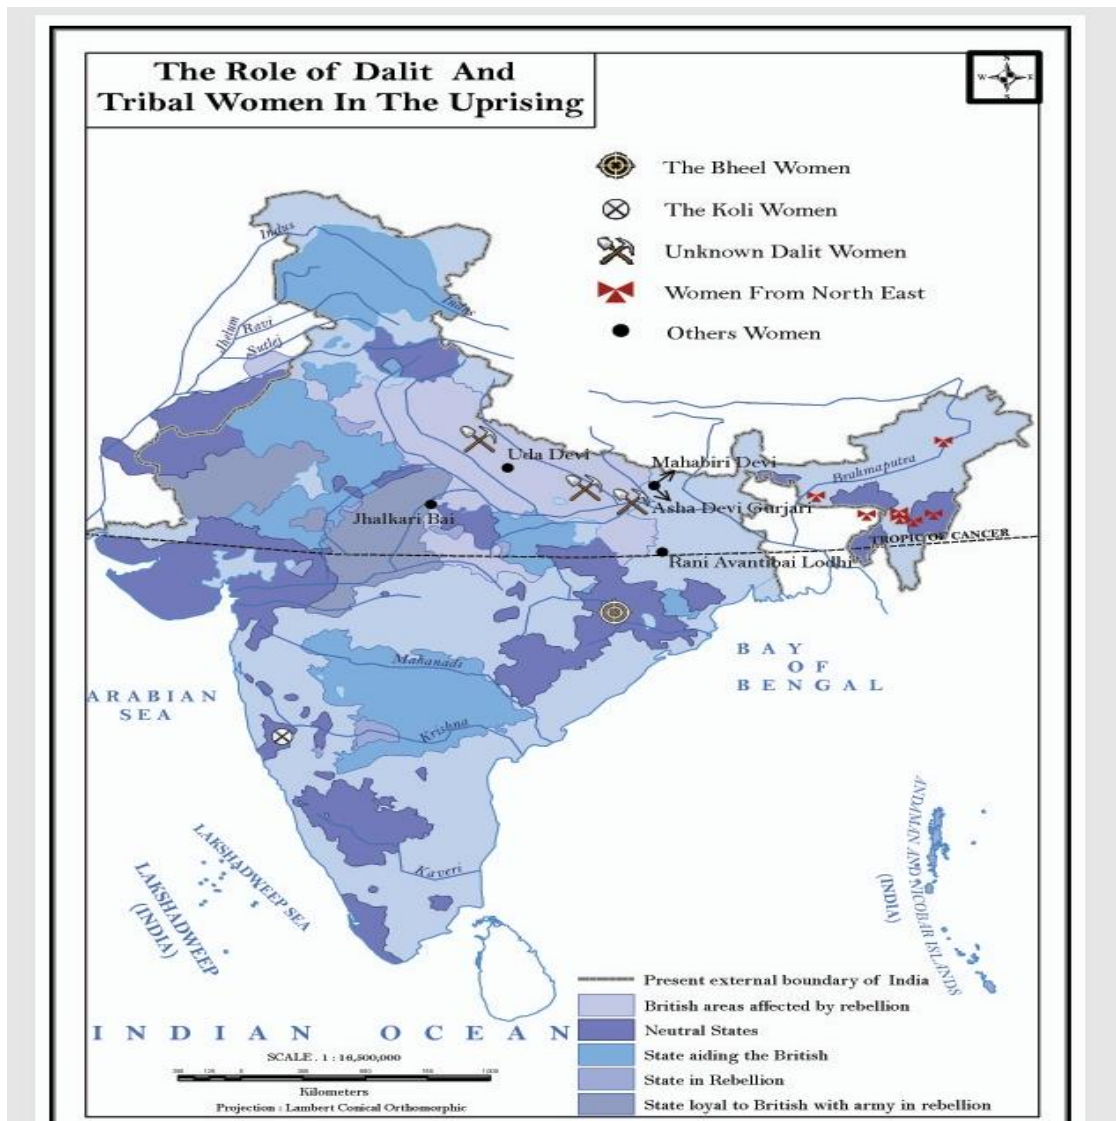 The Role of Dalit And
Tribal Women In The Uprising
N
W E
S
The Bheel Women
The Koli Women
Unknown Dalit Women
Women From North East
Others Women
Indus
Indus
Jhelum
Ravi
Sutlej
Uda Devi
Mahabiri Devi
Brahmaputra
Jhalkari Bai
Asha Devi Gurjari
TROPIC OF CANCER
Rani Avantibai Lodhi
Mahanadi
BAY
OF
BENGAL
ARABIAN
SEA
Krishna
Kaveri
LAKSHADWEEP SEA
LAKSHADWEEP
(INDIA)
ANDAMAN AND NICOBAR ISLANDS
(INDIA)
Present external boundary of India
British areas affected by rebellion
Neutral States
State aiding the British
State in Rebellion
State loyal to British with army in rebellion
INDIAN OCEAN
SCALE . 1 : 16,500,000
Kilometers
Projection : Lambert Conical Orthomorphic